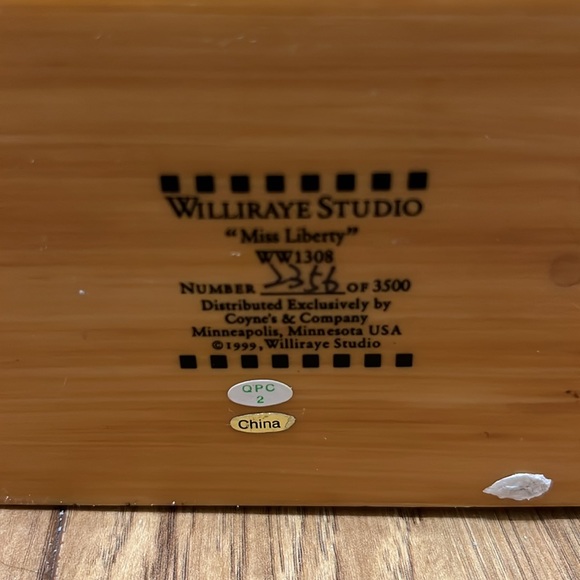 WILLIRAYE STUDIO
"Miss Liberty"
WW1308
NUMBER 2356 OF 3500
Distributed Exclusively by
Coyne's & Company
Minneapolis, Minnesota USA
©1999, Williraye Studio
QPC
2
China